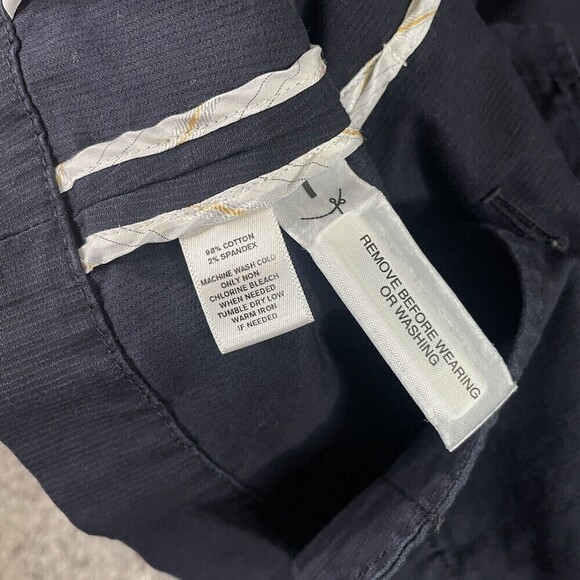 98% COTTON
2% SPANDEX
MACHINE WASH COLD
ONLY NON-
CHLORINE BLEACH
WHEN NEEDED
TUMBLE DRY LOW
WARM IRON
IF NEEDED
REMOVE BEFORE WEARING
OR WASHING